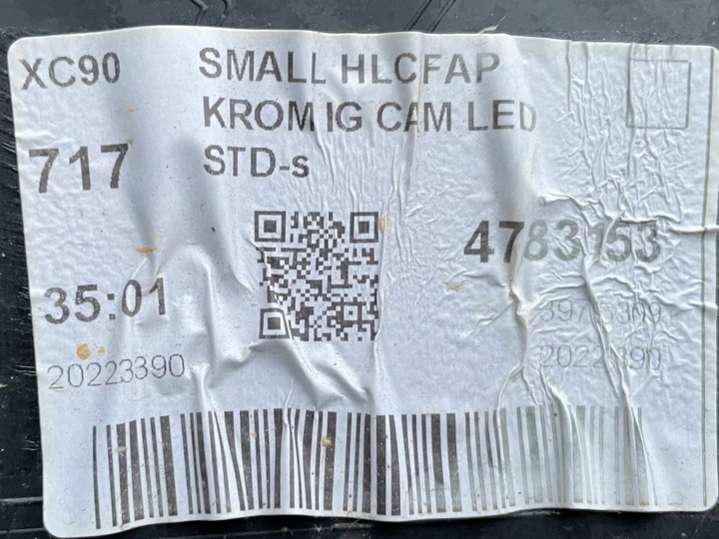 XC90
SMALL HLCFAP
KROM IG CAM LED
STD-s
717
4783153
35:01
20223390
20223390